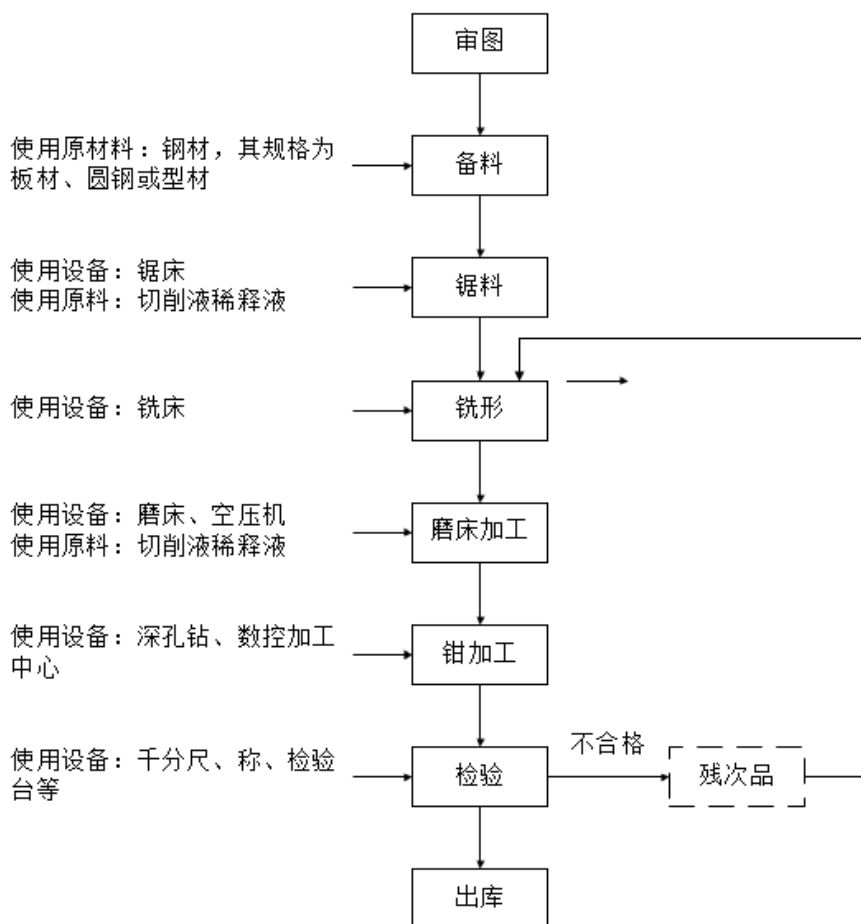 审图
使用原材料：钢材，其规格为
板材、圆钢或型材
备料
使用设备：锯床
使用原料：切削液稀释液
锯料
使用设备：铣床
铣形
使用设备：磨床、空压机
使用原料：切削液稀释液
磨床加工
使用设备：深孔钻、数控加工
中心
钳加工
不合格
使用设备：千分尺、称、检验
台等
检验
残次品
出库